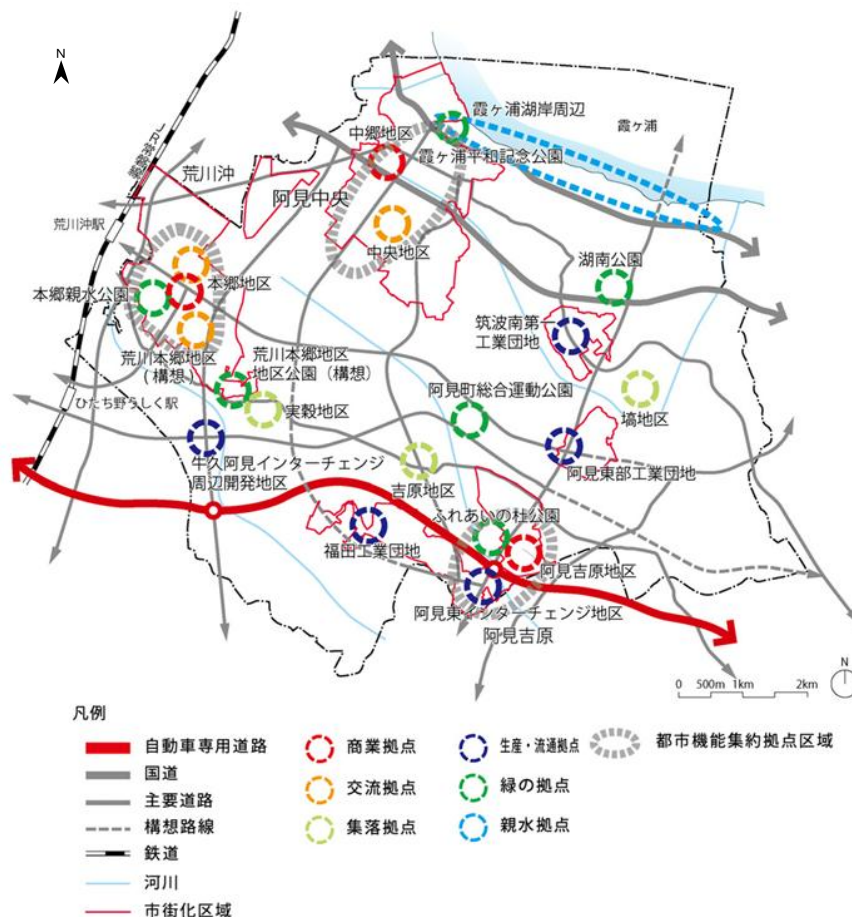 N
霞ヶ浦湖岸周辺
霞ヶ浦
中郷地区
霞ヶ浦平和記念公園
JR常磐線
荒川沖
阿見中央
荒川沖駅
中央地区
湖南公園
本郷地区
本郷親水公園
筑波南第一
工業団地
荒川本郷地区
(構想)
荒川本郷地区
地区公園(構想)
阿見町総合運動公園
ひたち野うしく駅
実穀地区
塙地区
牛久阿見インターチェンジ
周辺開発地区
吉原地区
阿見東部工業団地
ふれあいの杜公園
福田工業団地
阿見吉原地区
阿見東インターチェンジ地区
阿見吉原
N
0 500m 1km 2km
凡例
自動車専用道路
国道
主要道路
構想路線
鉄道
河川
市街化区域
商業拠点
交流拠点
集落拠点
生産・流通拠点
緑の拠点
親水拠点
都市機能集約拠点区域